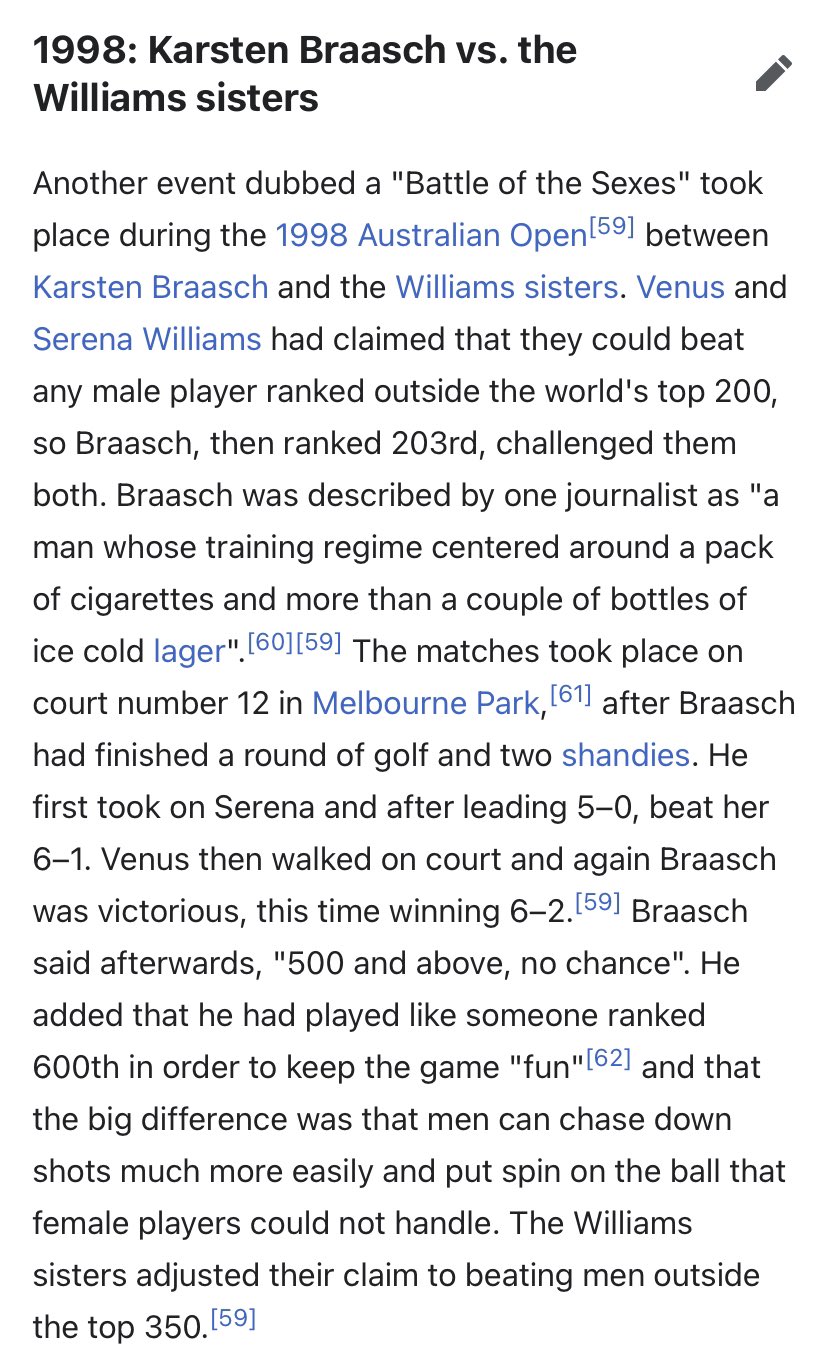 1998: Karsten Braasch vs. the
Williams sisters
Another event dubbed a "Battle of the Sexes" took
place during the 1998 Australian Open[59] between
Karsten Braasch and the Williams sisters. Venus and
Serena Williams had claimed that they could beat
any male player ranked outside the world's top 200,
so Braasch, then ranked 203rd, challenged them
both. Braasch was described by one journalist as "a
man whose training regime centered around a pack
of cigarettes and more than a couple of bottles of
ice cold lager".[60][59] The matches took place on
court number 12 in Melbourne Park,[61] after Braasch
had finished a round of golf and two shandies. He
first took on Serena and after leading 5–0, beat her
6–1. Venus then walked on court and again Braasch
was victorious, this time winning 6–2.[59] Braasch
said afterwards, "500 and above, no chance". He
added that he had played like someone ranked
600th in order to keep the game "fun"[62] and that
the big difference was that men can chase down
shots much more easily and put spin on the ball that
female players could not handle. The Williams
sisters adjusted their claim to beating men outside
the top 350.[59]